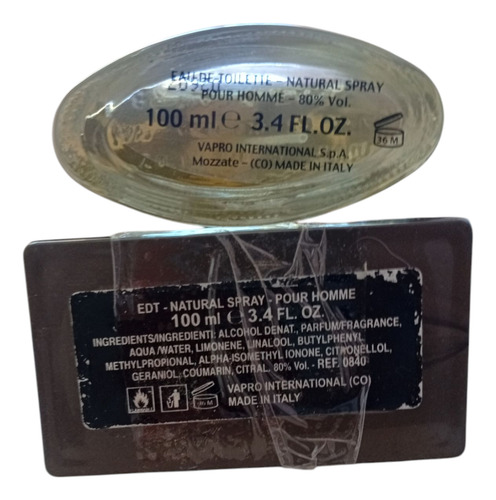 EAU DE TOILETTE - NATURAL SPRAY
POUR HOMME - 80% Vol.
100 ml ℮ 3.4 FL.OZ.
36 M
VAPRO INTERNATIONAL S.p.A.
Mozzate - (CO) MADE IN ITALY
EDT - NATURAL SPRAY - POUR HOMME
100 ml ℮ 3.4 FL. OZ.
INGREDIENTS/INGREDIENTI: ALCOHOL DENAT., PARFUM/FRAGRANCE,
AQUA/WATER, LIMONENE, LINALOOL, BUTYLPHENYL
METHYLPROPIONAL, ALPHA-ISOMETHYL IONONE, CITRONELLOL,
GERANIOL, COUMARIN, CITRAL. 80% Vol. - REF. 0840
36 M
VAPRO INTERNATIONAL (CO)
MADE IN ITALY